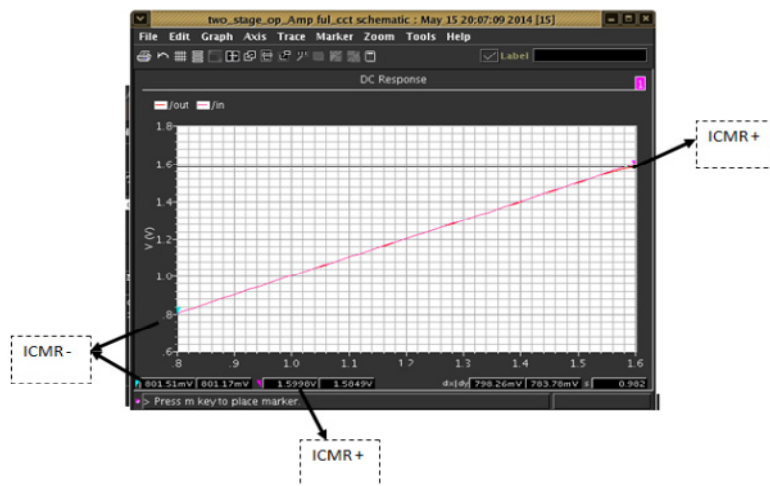 two_stage_op_Amp ful_cct schematic : May 15 20:07:09 2014 [15]
File Edit Graph Axis Trace Marker Zoom Tools Help
Label
DC Response
1
/out /in
1.8
1.6
1.4
V (V)
1.2
1.0
.8
.6
.8 .9 1.0 1.1 1.2 1.3 1.4 1.5 1.6
801.51mV 801.17mV 1.5998V 1.5849V dx|dy 798.26mV 783.78mV s 0.982
> Press m key to place marker.
ICMR+
ICMR-
ICMR+